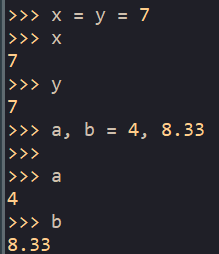 >>> x = y = 7
>>> x
7
>>> y
7
>>> a, b = 4, 8.33
>>>
>>> a
4
>>> b
8.33